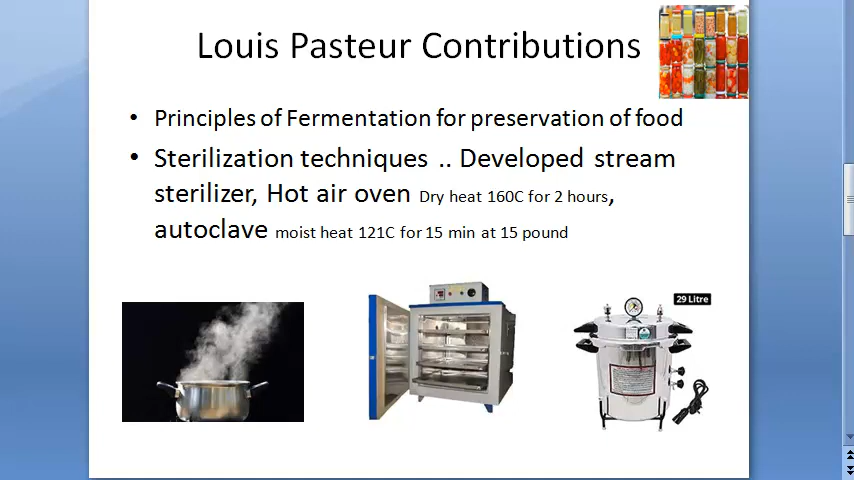 Louis Pasteur Contributions
• Principles of Fermentation for preservation of food
• Sterilization techniques .. Developed stream
sterilizer, Hot air oven Dry heat 160C for 2 hours,
autoclave moist heat 121C for 15 min at 15 pound
29 Litre